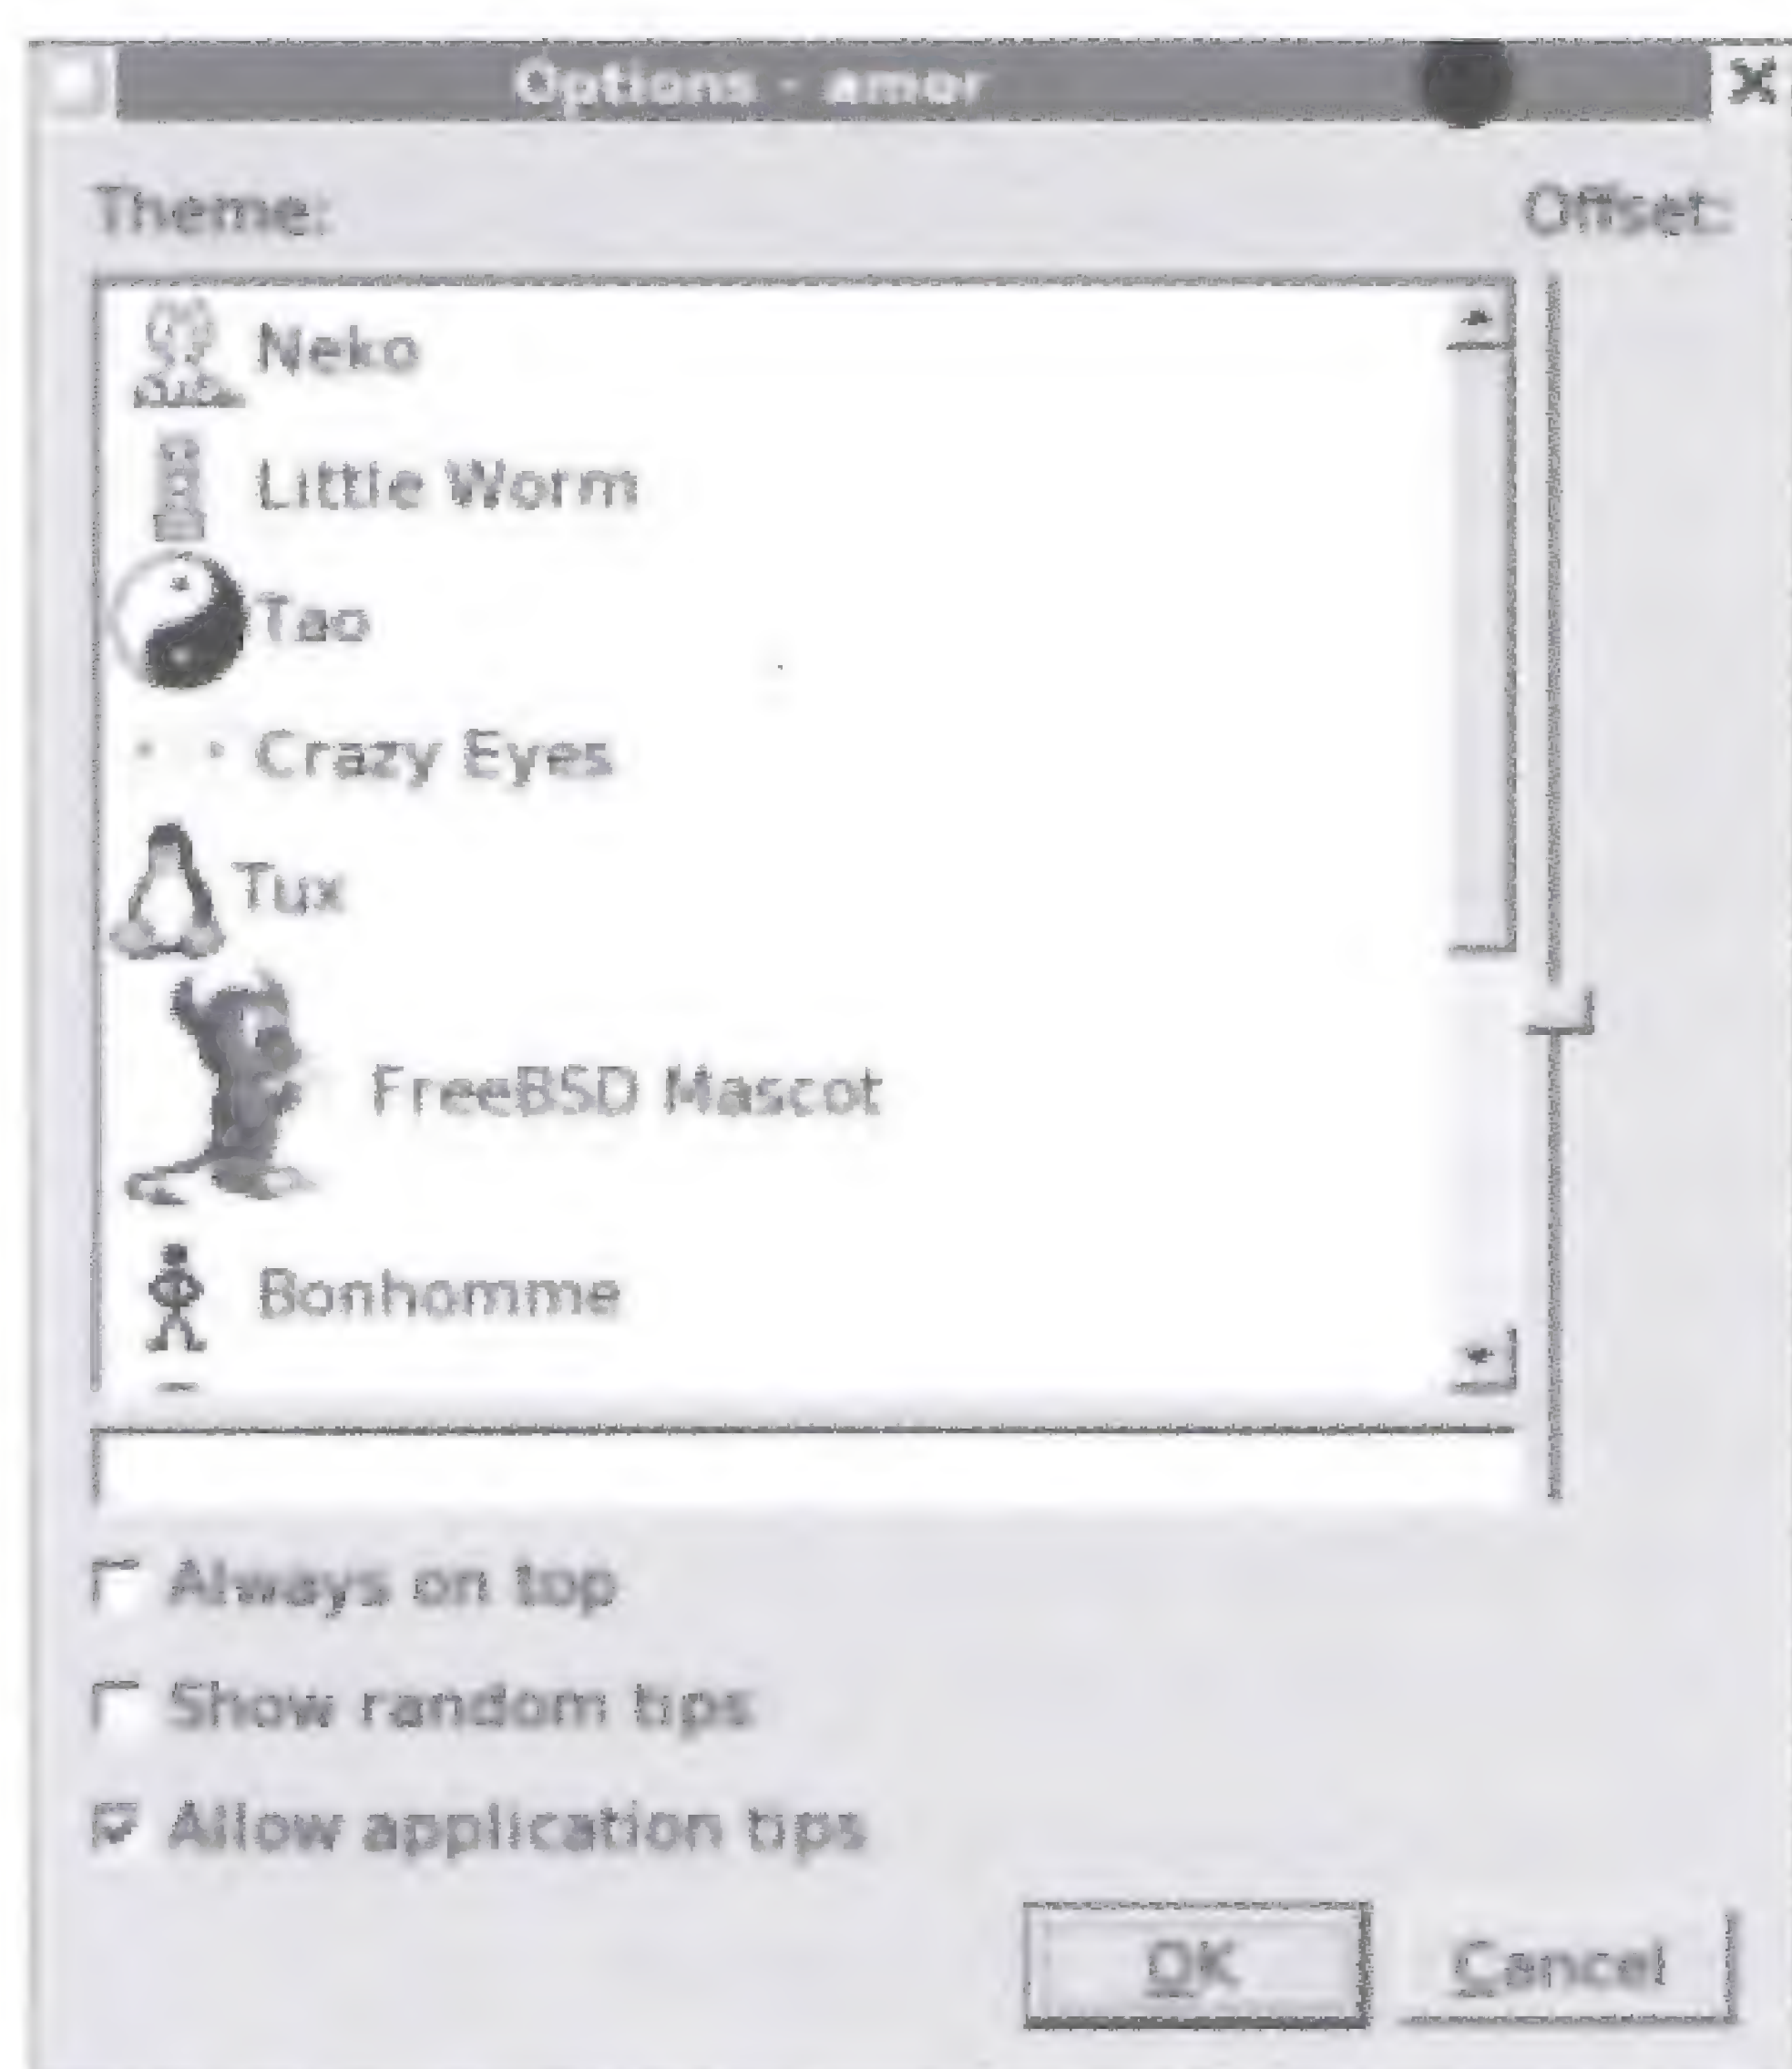 Options - amor
Theme:
Offset:
Neko
Little Worm
Tao
Crazy Eyes
Tux
FreeBSD Mascot
Bonhomme
Always on top
Show random tips
Allow application tips
OK
Cancel